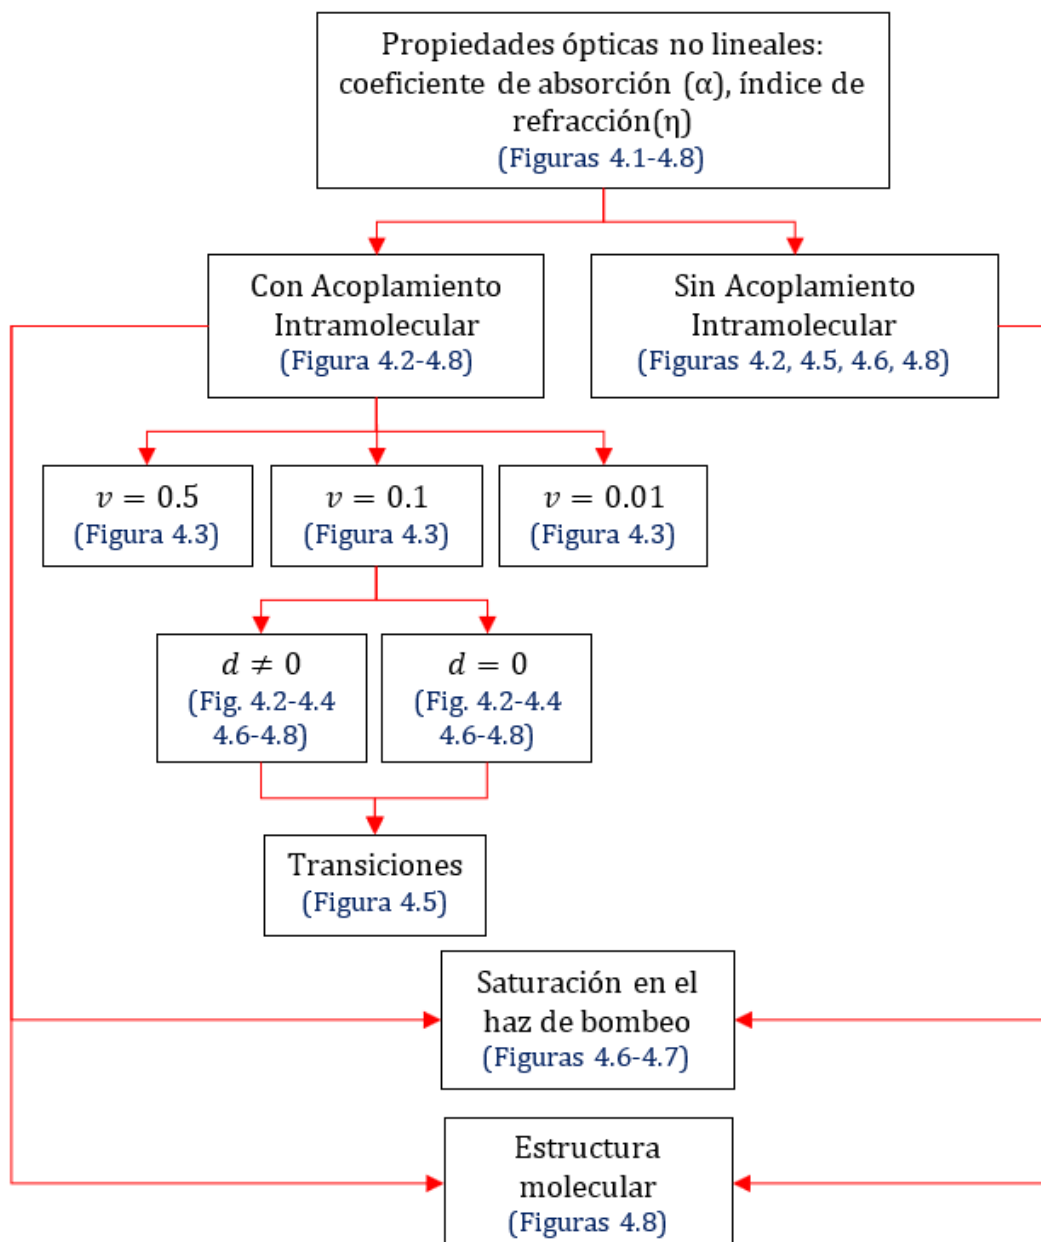 Propiedades ópticas no lineales:
coeficiente de absorción (α), índice de
refracción(η)
(Figuras 4.1-4.8)
Con Acoplamiento
Intramolecular
(Figura 4.2-4.8)
Sin Acoplamiento
Intramolecular
(Figuras 4.2, 4.5, 4.6, 4.8)
v = 0.5
(Figura 4.3)
v = 0.1
(Figura 4.3)
v = 0.01
(Figura 4.3)
d ≠ 0
(Fig. 4.2-4.4
4.6-4.8)
d = 0
(Fig. 4.2-4.4
4.6-4.8)
Transiciones
(Figura 4.5)
Saturación en el
haz de bombeo
(Figuras 4.6-4.7)
Estructura
molecular
(Figuras 4.8)